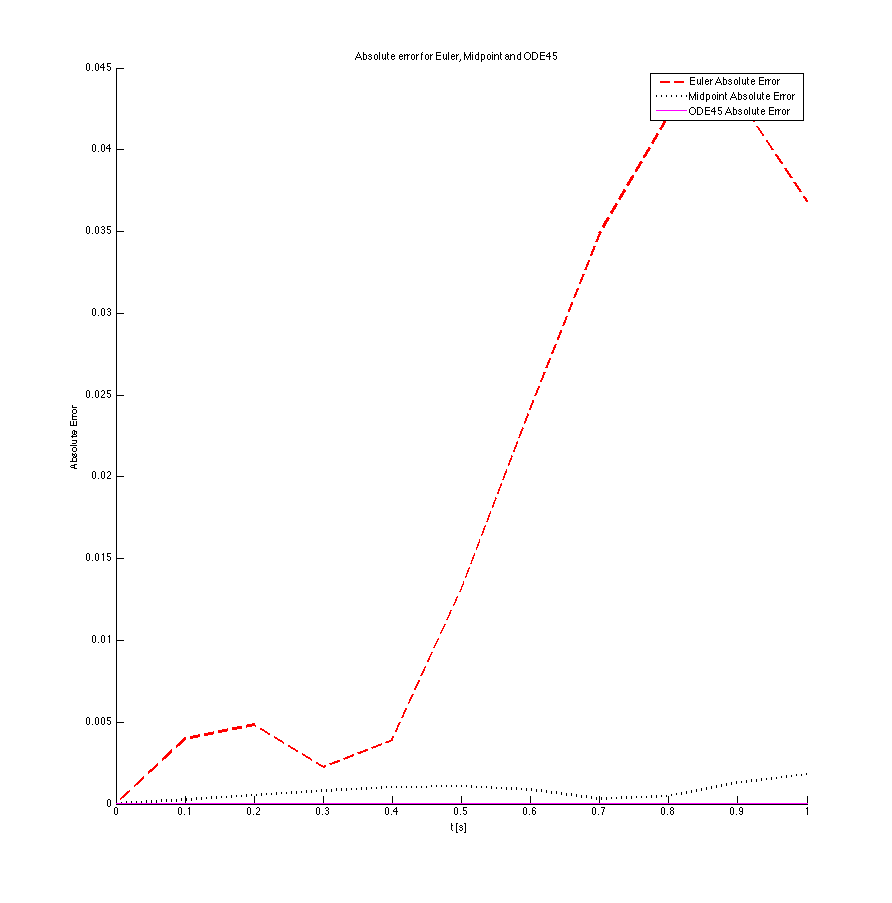 Absolute error for Euler, Midpoint and ODE45
Euler Absolute Error
Midpoint Absolute Error
ODE45 Absolute Error
0.045
0.04
0.035
0.03
0.025
0.02
0.015
0.01
0.005
0
Absolute Error
0 0.1 0.2 0.3 0.4 0.5 0.6 0.7 0.8 0.9 1
t [s]